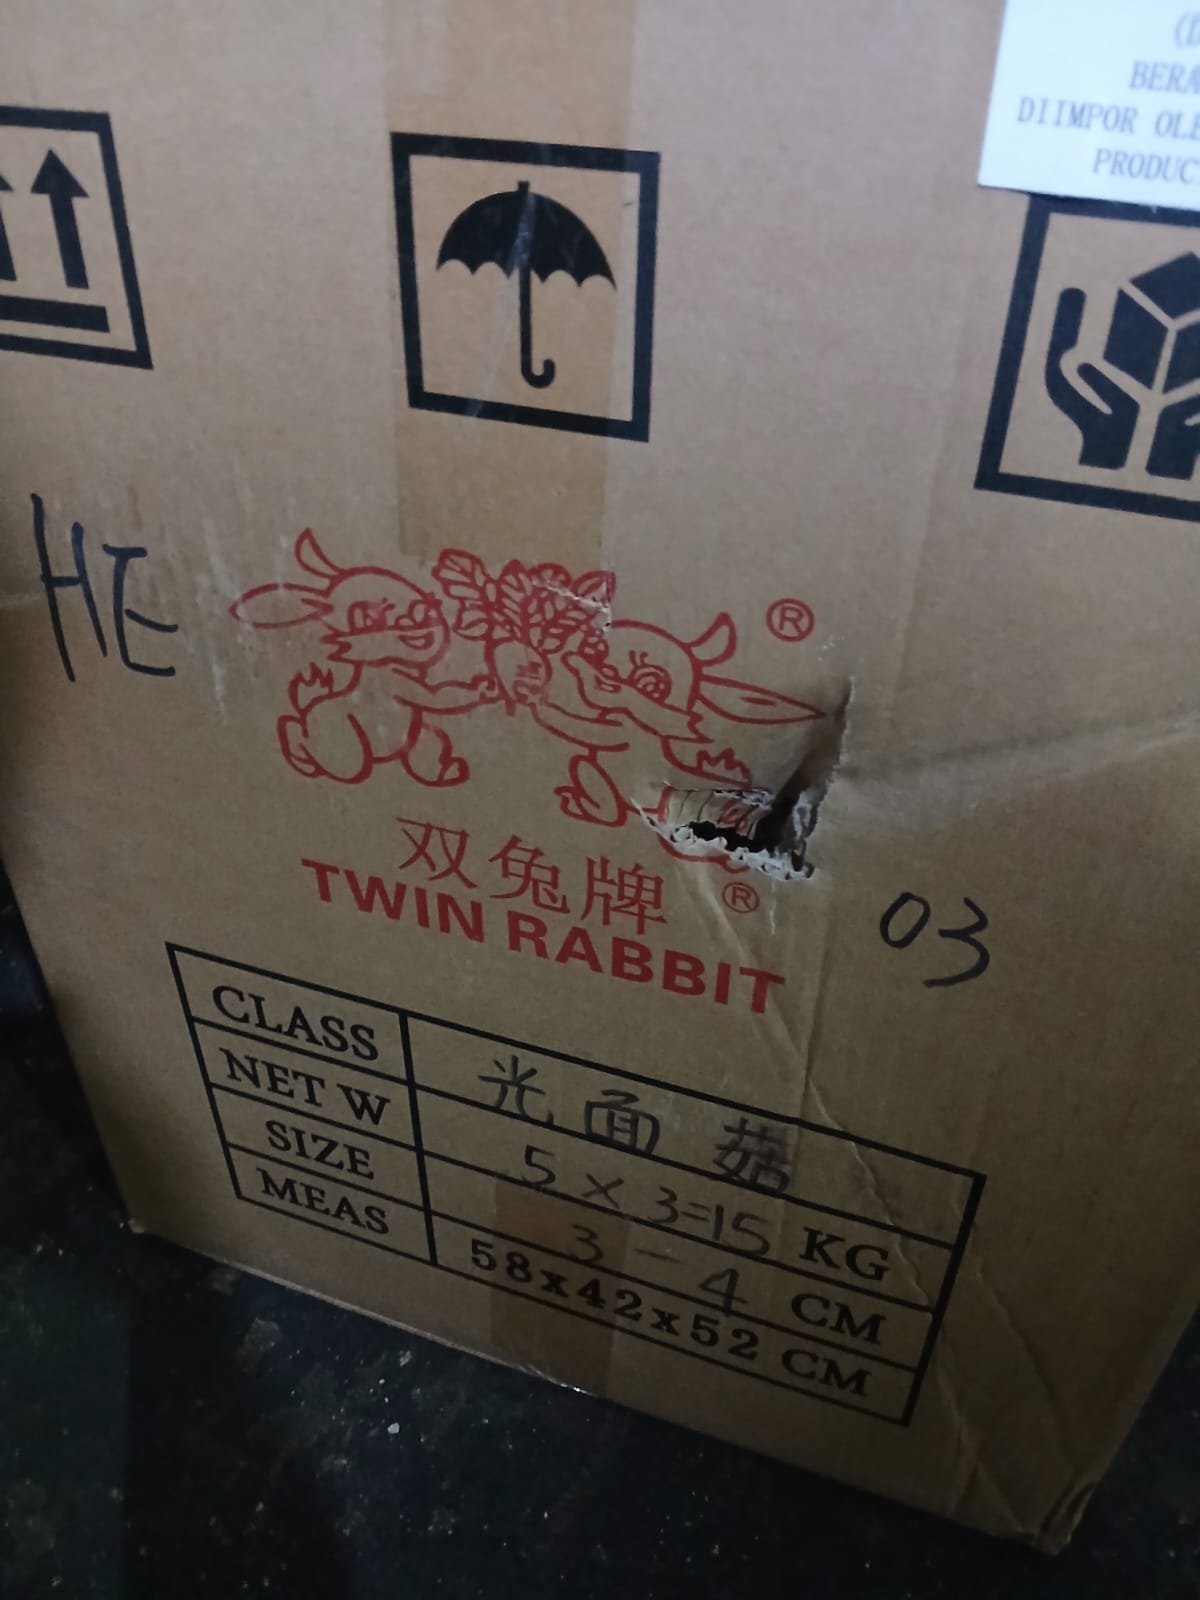 (D
BERA
DIIMPOR OLE
PRODUC
HE
®
双兔牌®
TWIN RABBIT
03
CLASS 光面菇
NET W 5×3=15 KG
SIZE 3-4 CM
MEAS 58x42x52 CM